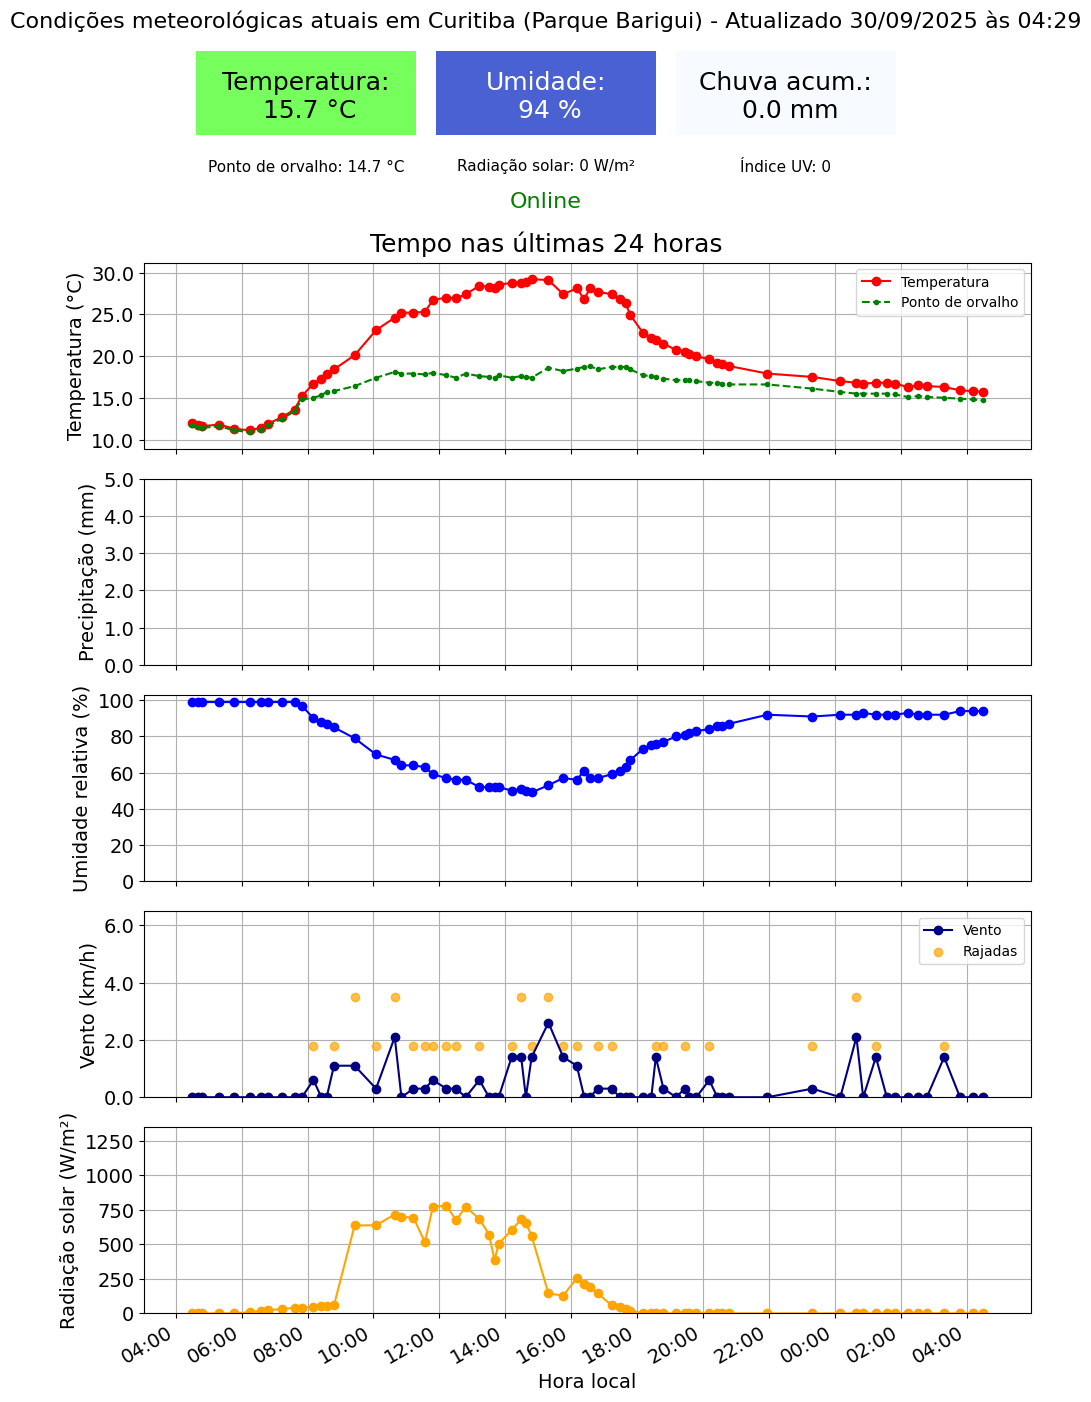 Condições meteorológicas atuais em Curitiba (Parque Barigui) - Atualizado 30/09/2025 às 04:29
Temperatura:
15.7 °C
Umidade:
94 %
Chuva acum.:
0.0 mm
Ponto de orvalho: 14.7 °C
Radiação solar: 0 W/m²
Índice UV: 0
Online
Tempo nas últimas 24 horas
Temperatura (°C)
30.0
25.0
20.0
15.0
10.0
Temperatura
Ponto de orvalho
Precipitação (mm)
5.0
4.0
3.0
2.0
1.0
0.0
Umidade relativa (%)
100
80
60
40
20
0
Vento (km/h)
6.0
4.0
2.0
0.0
Vento
Rajadas
Radiação solar (W/m²)
1250
1000
750
500
250
0
04:00
06:00
08:00
10:00
12:00
14:00
16:00
18:00
20:00
22:00
00:00
02:00
04:00
Hora local